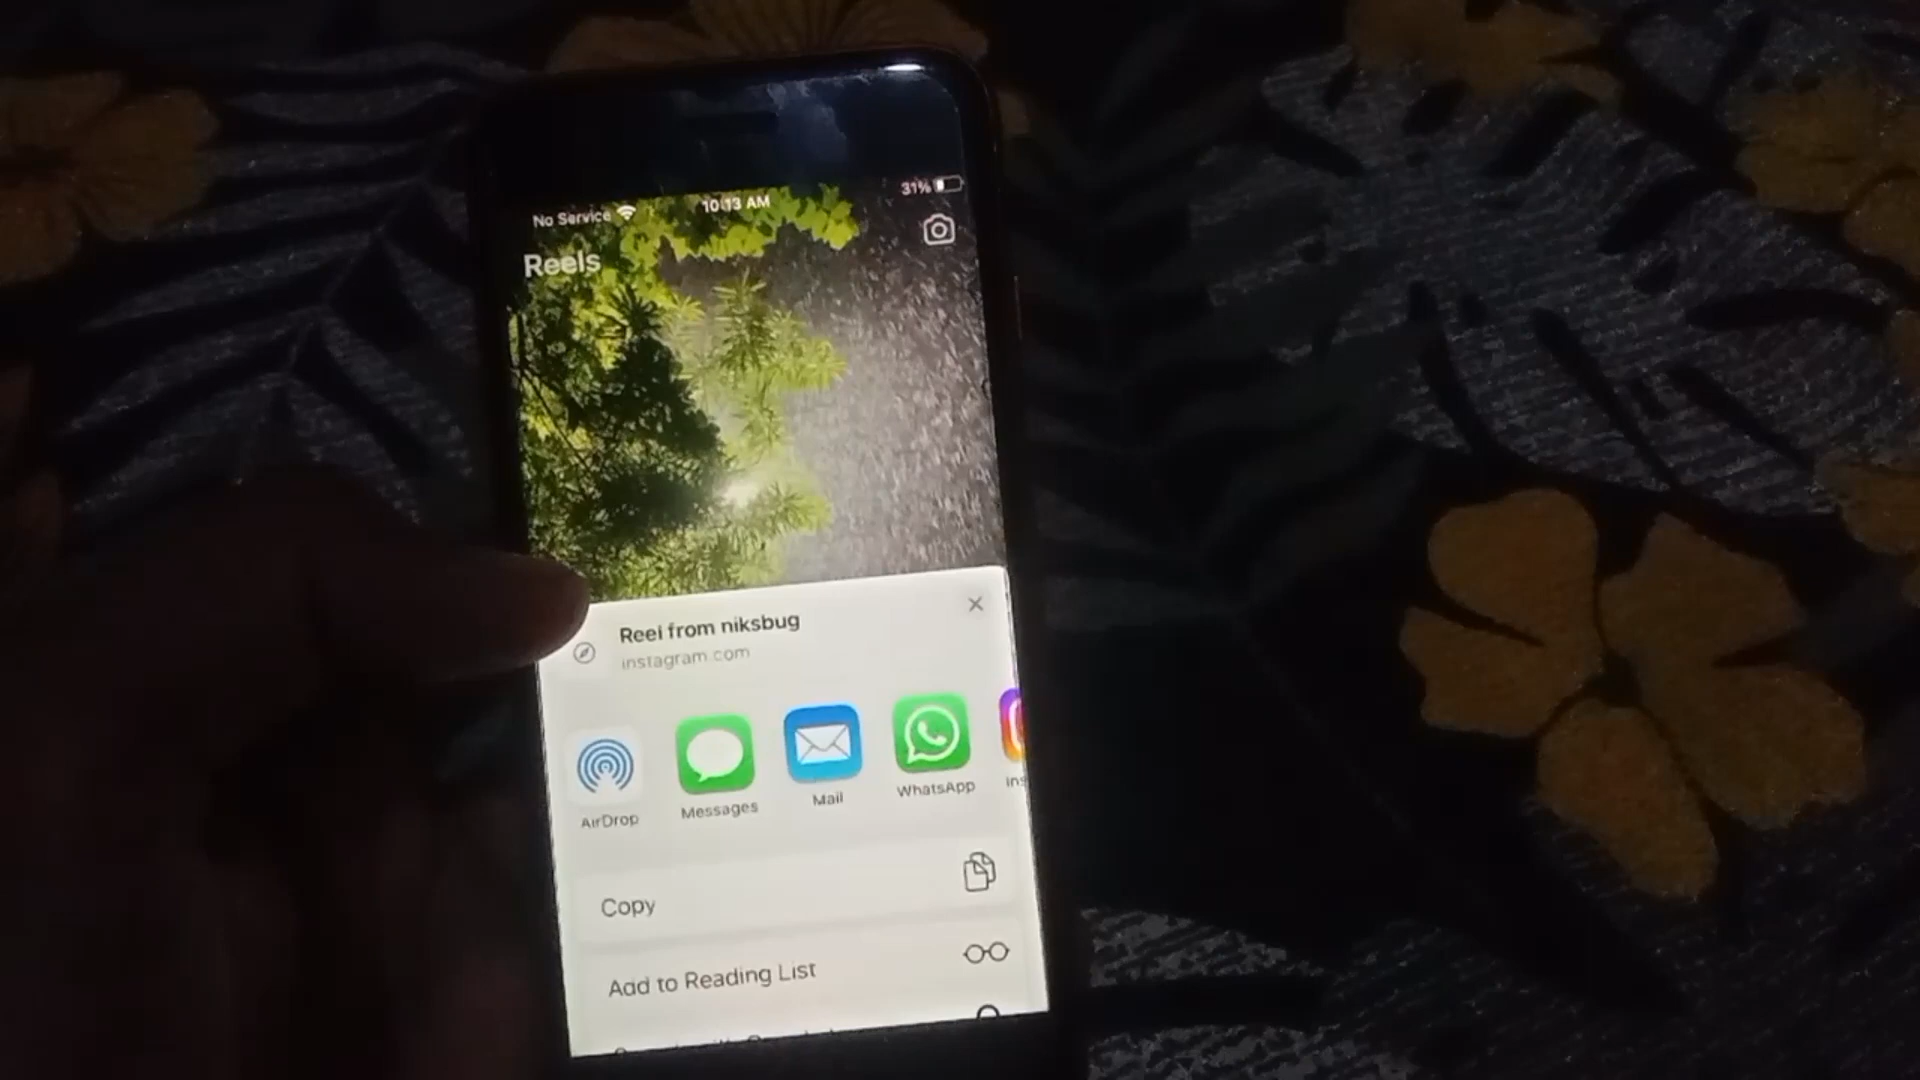 No Service
10:13 AM
31%
Reels
Reel from niksbug
instagram.com
AirDrop
Messages
Mail
WhatsApp
Ins
Copy
Add to Reading List